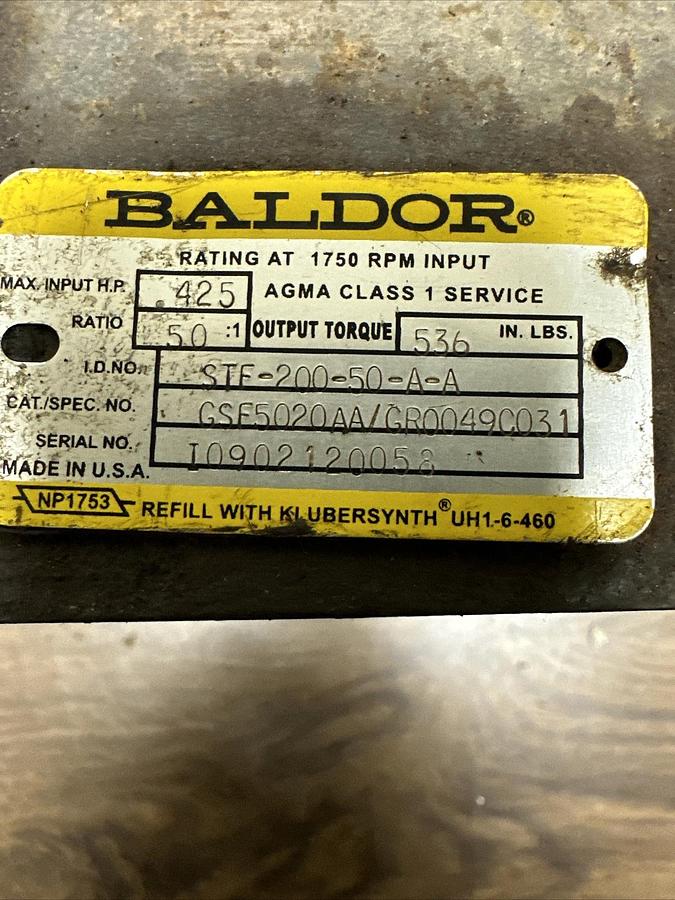 BALDOR®
RATING AT 1750 RPM INPUT
MAX. INPUT H.P. .425 AGMA CLASS 1 SERVICE
RATIO 50 :1 OUTPUT TORQUE 536 IN. LBS.
I.D.NO. STF-200-50-A-A
CAT./SPEC. NO. GSF5020AA/GR0049C031
SERIAL NO. I0902120058
MADE IN U.S.A.
NP1753 REFILL WITH KLUBERSYNTH® UH1-6-460